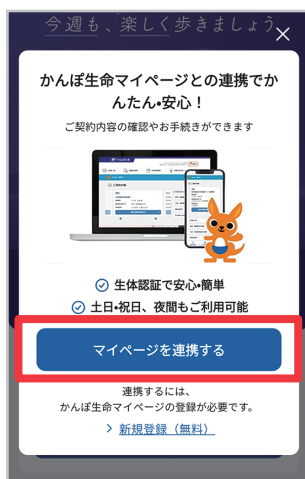 今週も、楽しく歩きましょう
かんぽ生命マイページとの連携でか
んたん•安心！
ご契約内容の確認やお手続きができます
生体認証で安心•簡単
土日•祝日、夜間もご利用可能
マイページを連携する
連携するには、
かんぽ生命マイページの登録が必要です。
新規登録（無料）